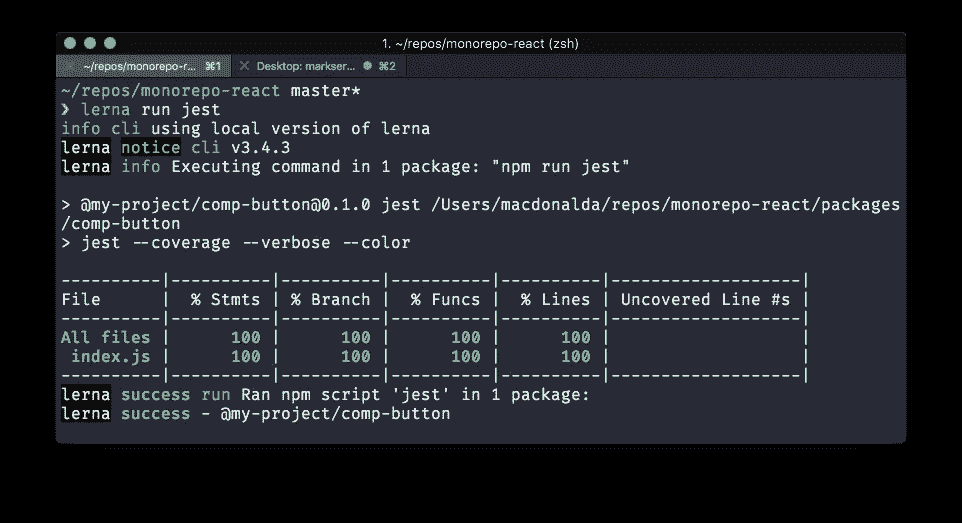 1. ~/repos/monorepo-react (zsh)
~/repos/monorepo-r... ⌘1 Desktop: markser... ⌘2
~/repos/monorepo-react master*
❯ lerna run jest
info cli using local version of lerna
lerna notice cli v3.4.3
lerna info Executing command in 1 package: "npm run jest"
> @my-project/comp-button@0.1.0 jest /Users/macdonalda/repos/monorepo-react/packages
/comp-button
> jest --coverage --verbose --color
----------|----------|----------|----------|----------|-------------------|
File      |  % Stmts | % Branch |  % Funcs |  % Lines | Uncovered Line #s |
----------|----------|----------|----------|----------|-------------------|
All files |      100 |      100 |      100 |      100 |                   |
 index.js |      100 |      100 |      100 |      100 |                   |
----------|----------|----------|----------|----------|-------------------|
lerna success run Ran npm script 'jest' in 1 package:
lerna success - @my-project/comp-button